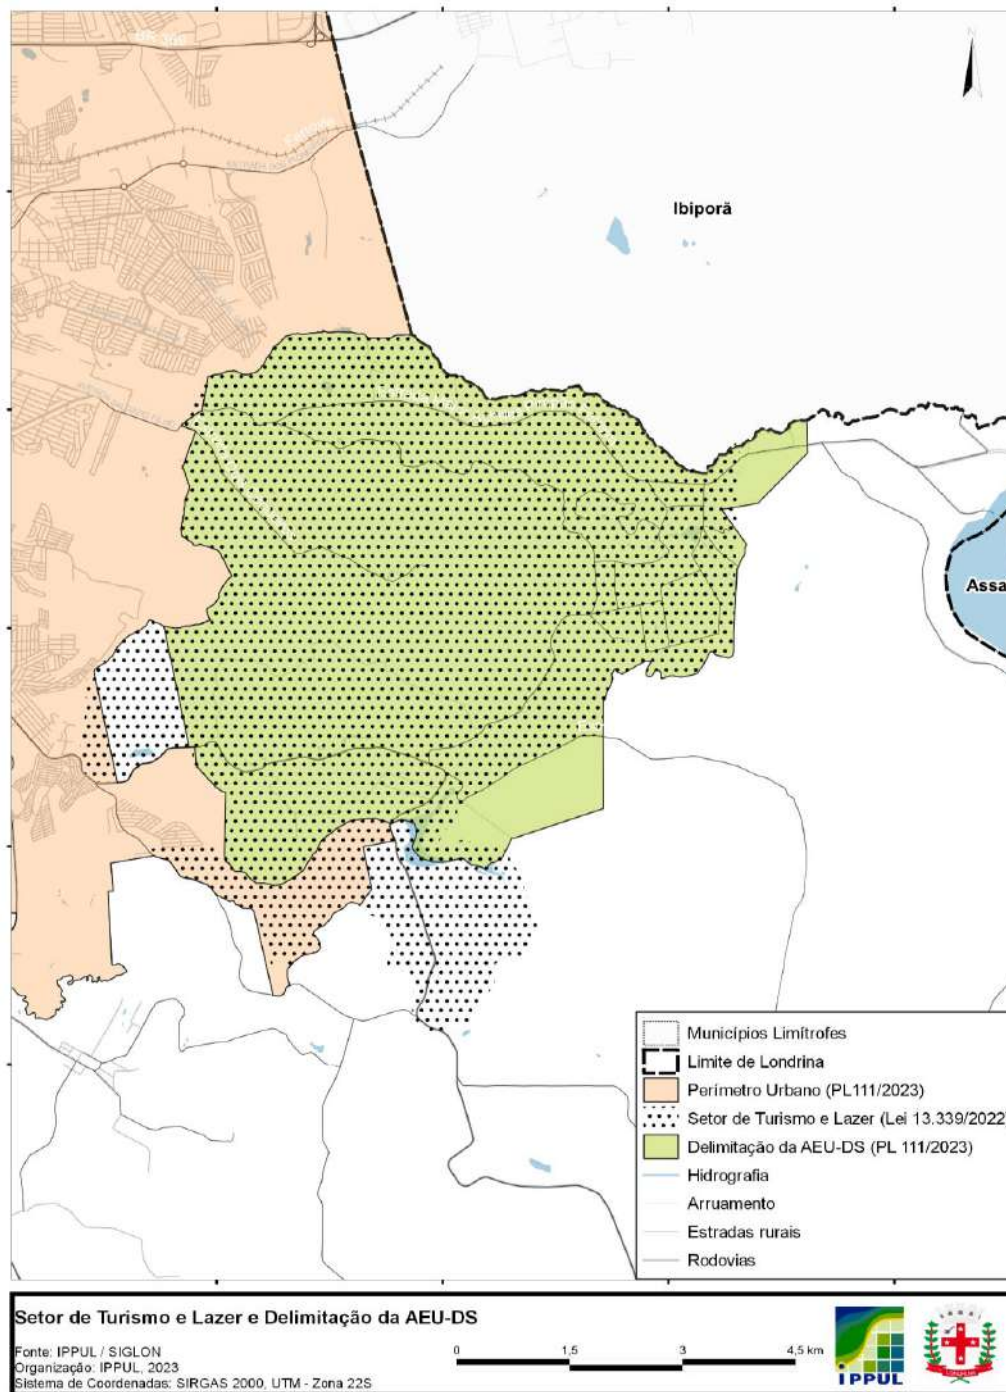 BR 369
Ferrovia
N
Ibiporã
Assa
Municípios Limítrofes
Limite de Londrina
Perímetro Urbano (PL111/2023)
Setor de Turismo e Lazer (Lei 13.339/2022)
Delimitação da AEU-DS (PL 111/2023)
Hidrografia
Arruamento
Estradas rurais
Rodovias
Setor de Turismo e Lazer e Delimitação da AEU-DS
Fonte: IPPUL / SIGLON
Organização: IPPUL, 2023
Sistema de Coordenadas: SIRGAS 2000, UTM - Zona 22S
0 1,5 3 4,5 km
IPPUL